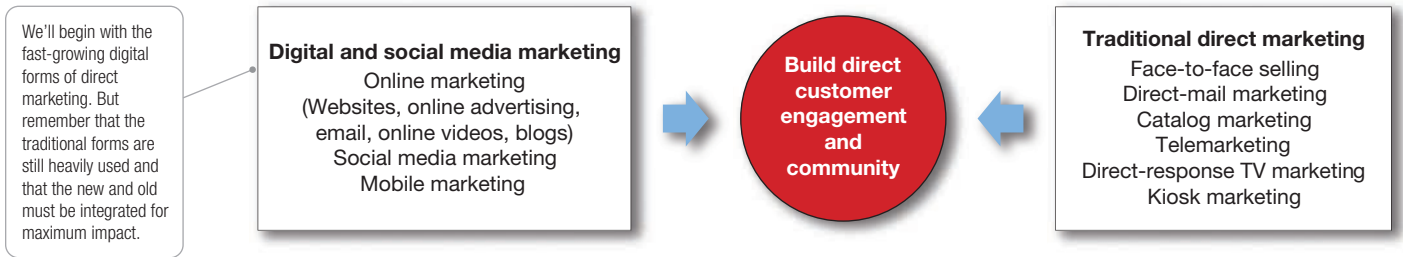 We’ll begin with the
fast-growing digital
forms of direct
marketing. But
remember that the
traditional forms are
still heavily used and
that the new and old
must be integrated for
maximum impact.
Digital and social media marketing
Online marketing
(Websites, online advertising,
email, online videos, blogs)
Social media marketing
Mobile marketing
Build direct
customer
engagement
and
community
Traditional direct marketing
Face-to-face selling
Direct-mail marketing
Catalog marketing
Telemarketing
Direct-response TV marketing
Kiosk marketing